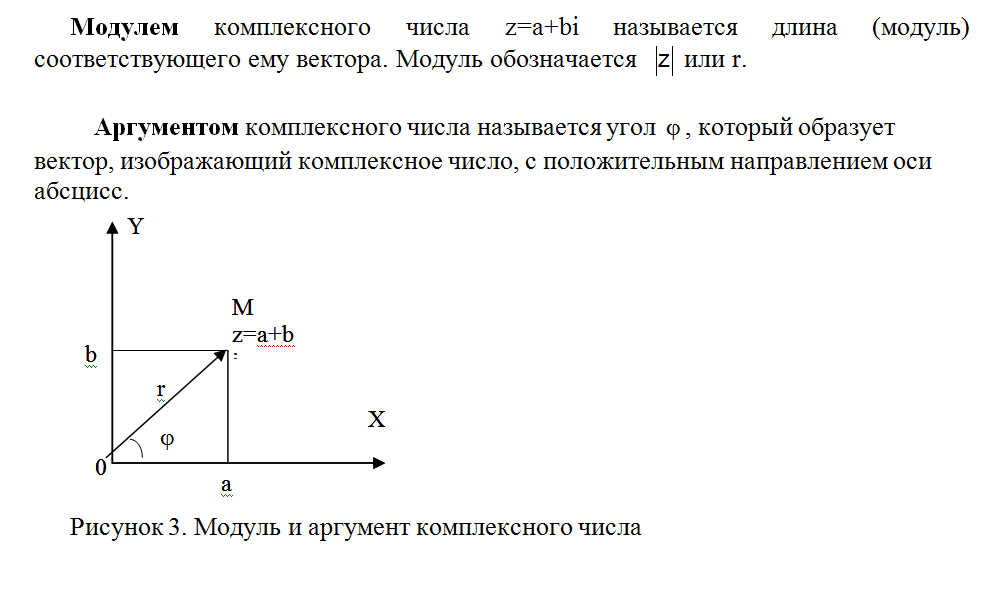 Модулем комплексного числа z=a+bi называется длина (модуль)
соответствующего ему вектора. Модуль обозначается |z| или r.
Аргументом комплексного числа называется угол φ, который образует
вектор, изображающий комплексное число, с положительным направлением оси
абсцисс.
Y
M
z=a+b
b
r
X
φ
0
a
Рисунок 3. Модуль и аргумент комплексного числа